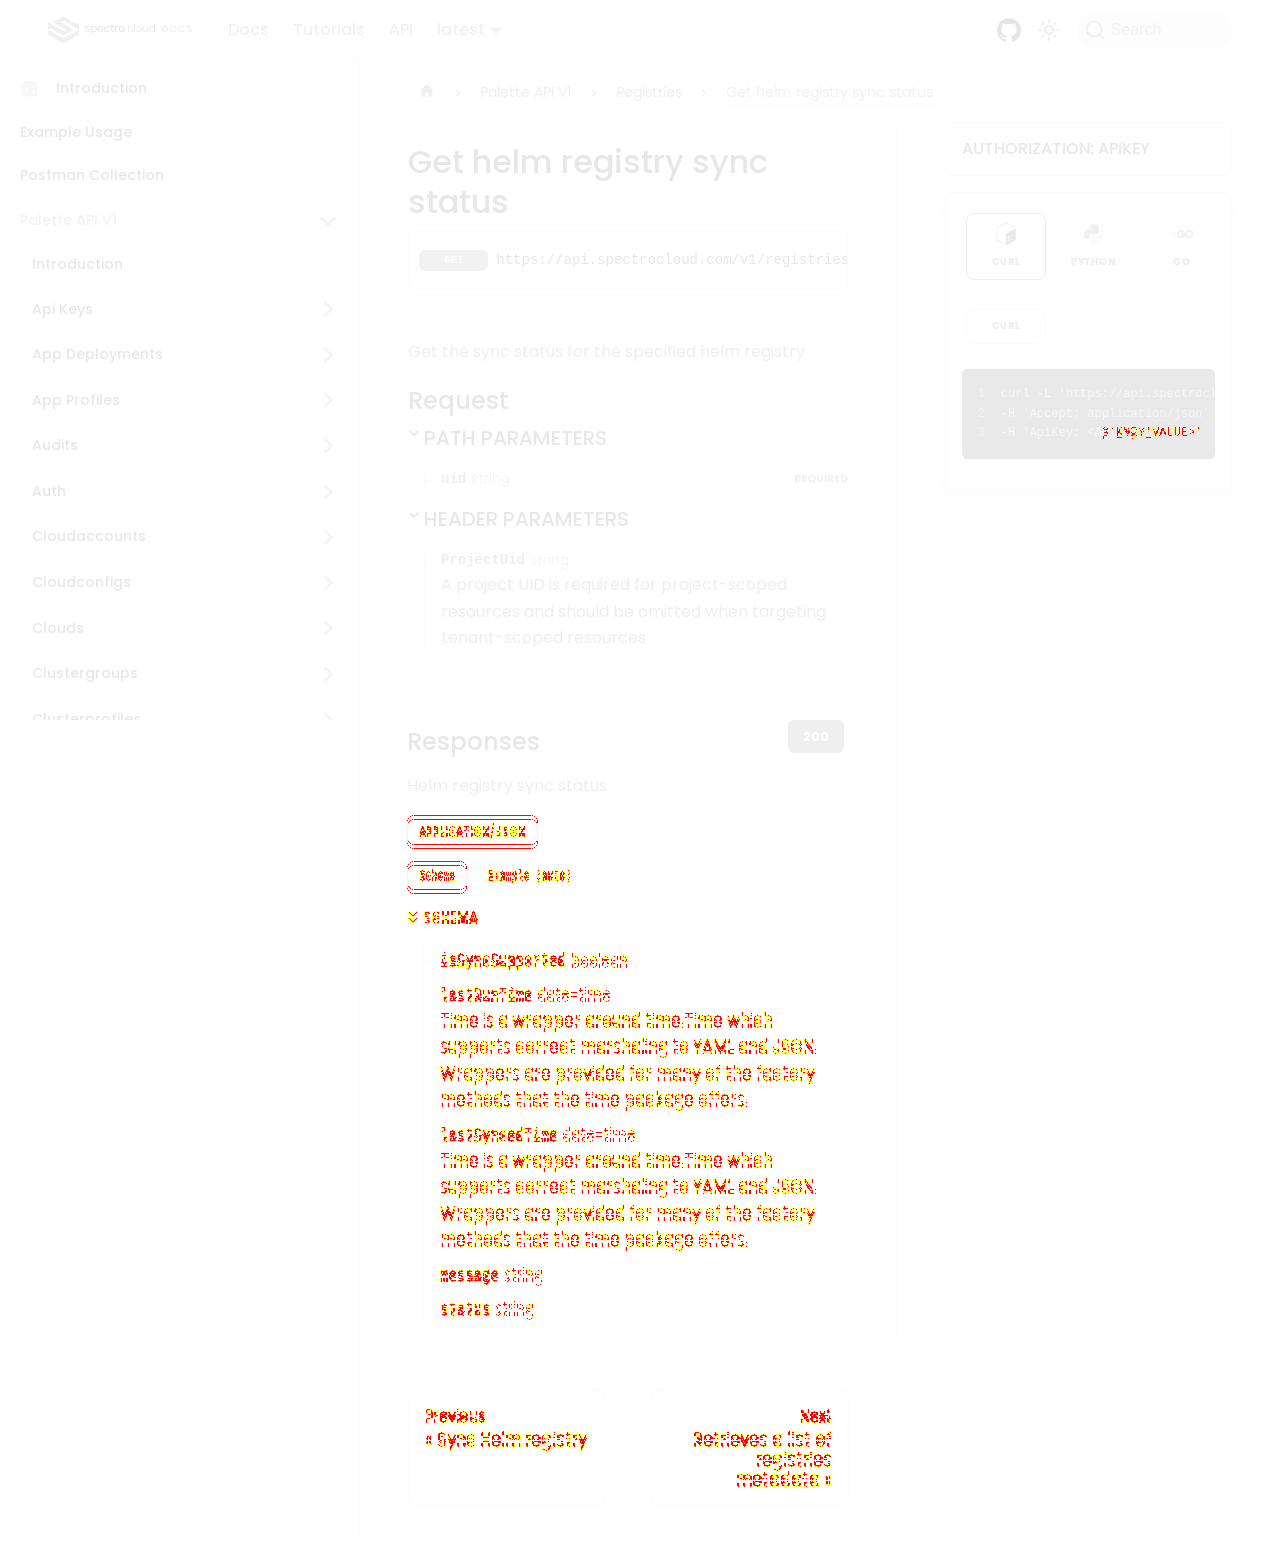 spectro cloud DOCS
Docs
Tutorials
API
latest
Search
Introduction
Example Usage
Postman Collection
Palette API V1
Introduction
Api Keys
App Deployments
App Profiles
Audits
Auth
Cloudaccounts
Cloudconfigs
Clouds
Clustergroups
Clusterprofiles
Palette API V1
Registries
Get helm registry sync status
Get helm registry sync
status
GET https://api.spectrocloud.com/v1/registries
Get the sync status for the specified helm registry
Request
PATH PARAMETERS
uid string REQUIRED
HEADER PARAMETERS
ProjectUid string
A project UID is required for project-scoped
resources and should be omitted when targeting
tenant-scoped resources
Responses
200
Helm registry sync status
APPLICATION/JSON
Schema
Example (auto)
SCHEMA
isSyncSupported boolean
lastRunTime date-time
Time is a wrapper around time.Time which
supports correct marshaling to YAML and JSON.
Wrappers are provided for many of the factory
methods that the time package offers.
lastSyncedTime date-time
Time is a wrapper around time.Time which
supports correct marshaling to YAML and JSON.
Wrappers are provided for many of the factory
methods that the time package offers.
message string
status string
Previous
« Sync Helm registry
Next
Retrieves a list of
registries
metadata »
AUTHORIZATION: APIKEY
CURL
PYTHON
GO
GO
CURL
1 curl -L 'https://api.spectrocl
2 -H 'Accept: application/json'
3 -H 'ApiKey: